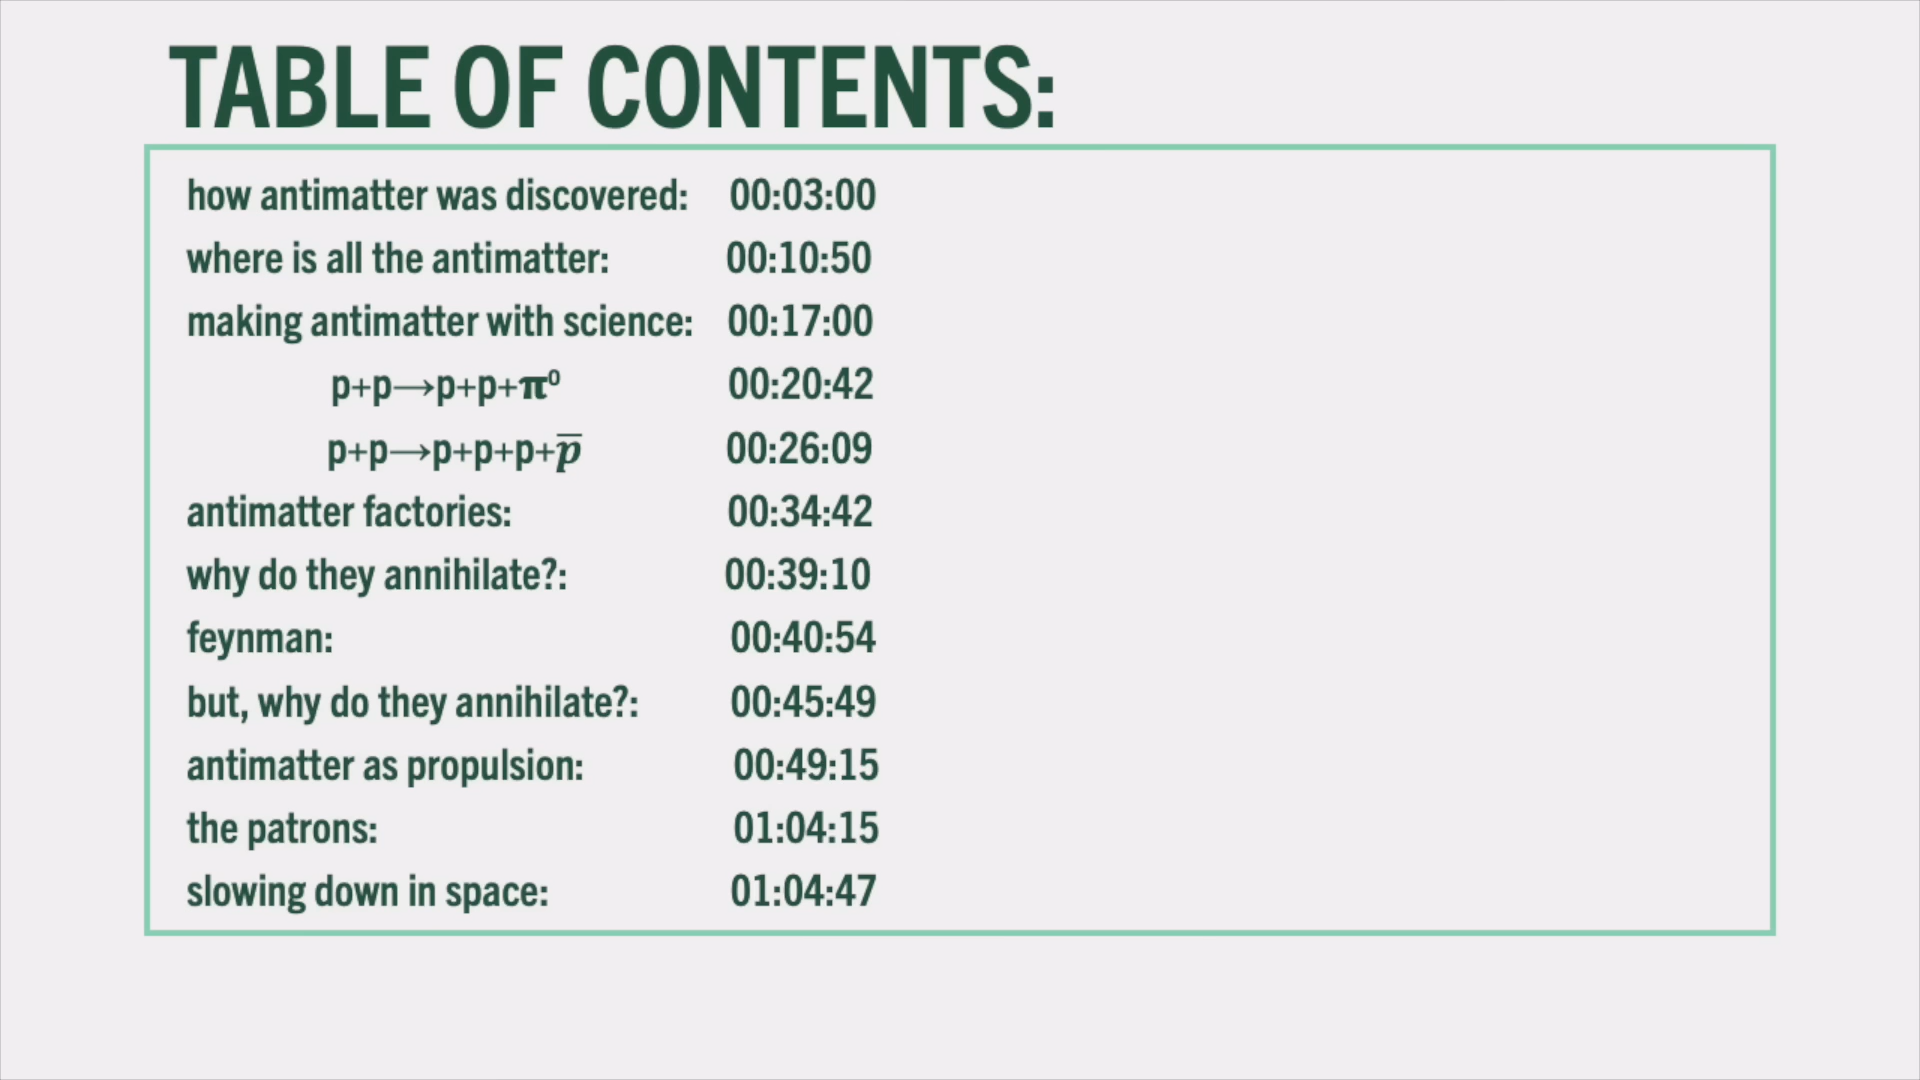 TABLE OF CONTENTS:
how antimatter was discovered: 00:03:00
where is all the antimatter: 00:10:50
making antimatter with science: 00:17:00
p+p⟶p+p+π⁰ 00:20:42
p+p⟶p+p+p+p̅ 00:26:09
antimatter factories: 00:34:42
why do they annihilate?: 00:39:10
feynman: 00:40:54
but, why do they annihilate?: 00:45:49
antimatter as propulsion: 00:49:15
the patrons: 01:04:15
slowing down in space: 01:04:47